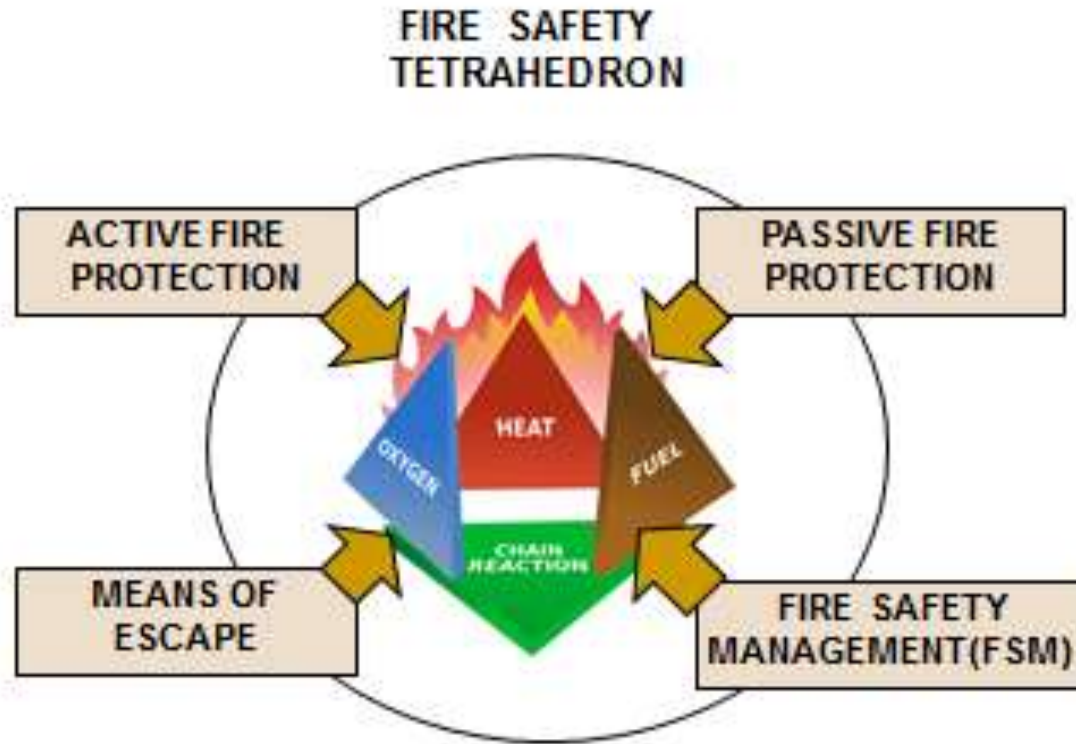 FIRE SAFETY
TETRAHEDRON
ACTIVE FIRE
PROTECTION
PASSIVE FIRE
PROTECTION
HEAT
OXYGEN
FUEL
CHAIN
REACTION
MEANS OF
ESCAPE
FIRE SAFETY
MANAGEMENT(FSM)